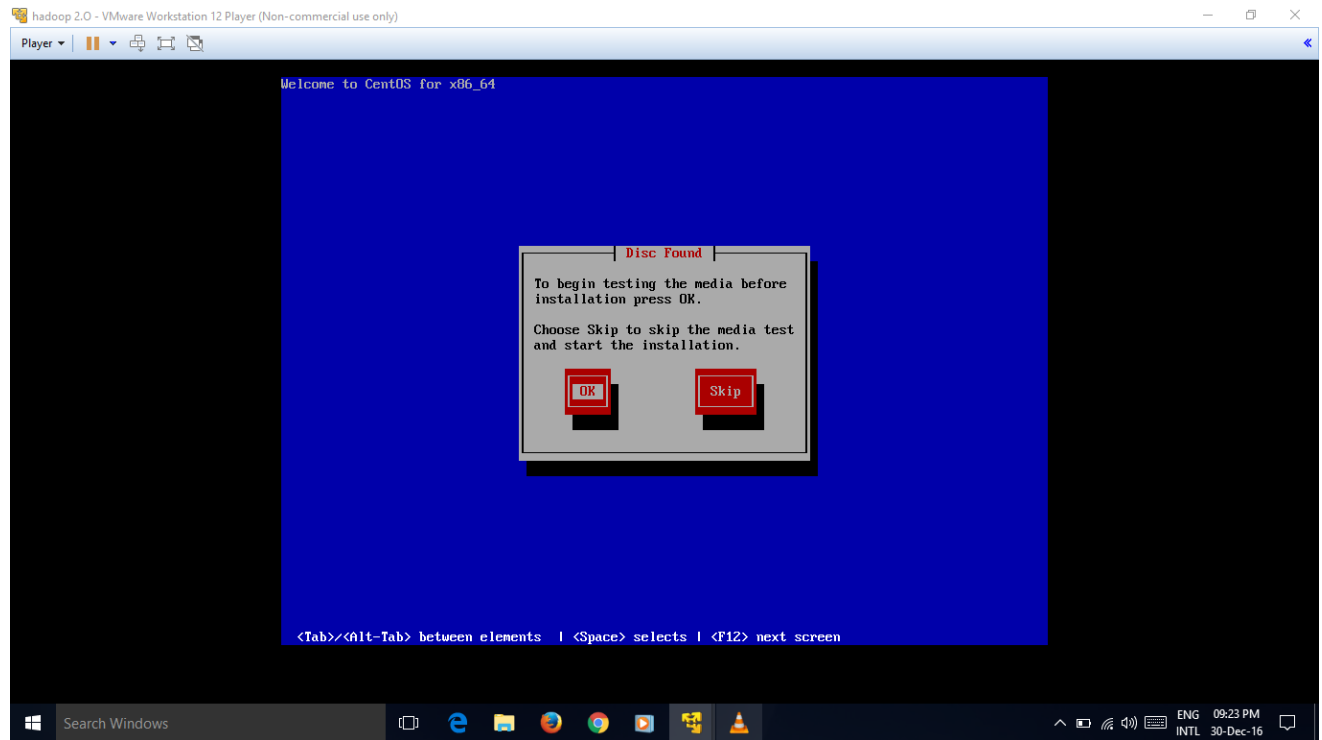 hadoop 2.O - VMware Workstation 12 Player (Non-commercial use only)
Player
Welcome to CentOS for x86_64
Disc Found
To begin testing the media before
installation press OK.
Choose Skip to skip the media test
and start the installation.
OK Skip
<Tab>/<Alt-Tab> between elements | <Space> selects | <F12> next screen
Search Windows
ENG 09:23 PM
INTL 30-Dec-16